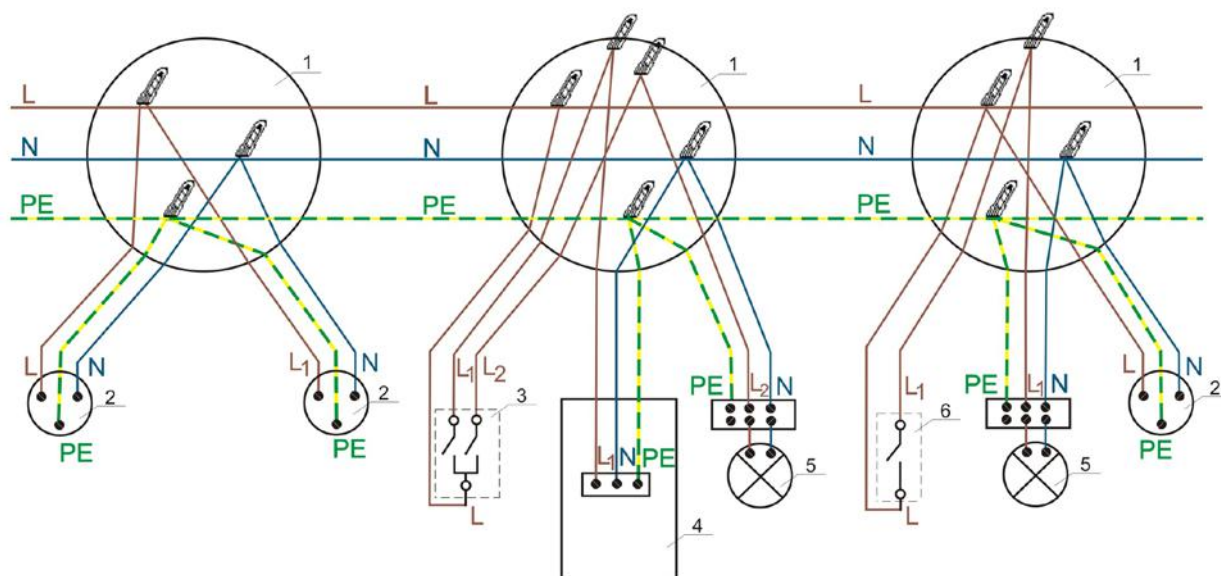 1 1 1
L L L
N N N
PE PE PE
L N L1 N
2 2
PE PE
L1 L2
3
L
PE L2 N
L1 N PE
5
4
L1
6
L
PE L1 N
5
L N
2
PE